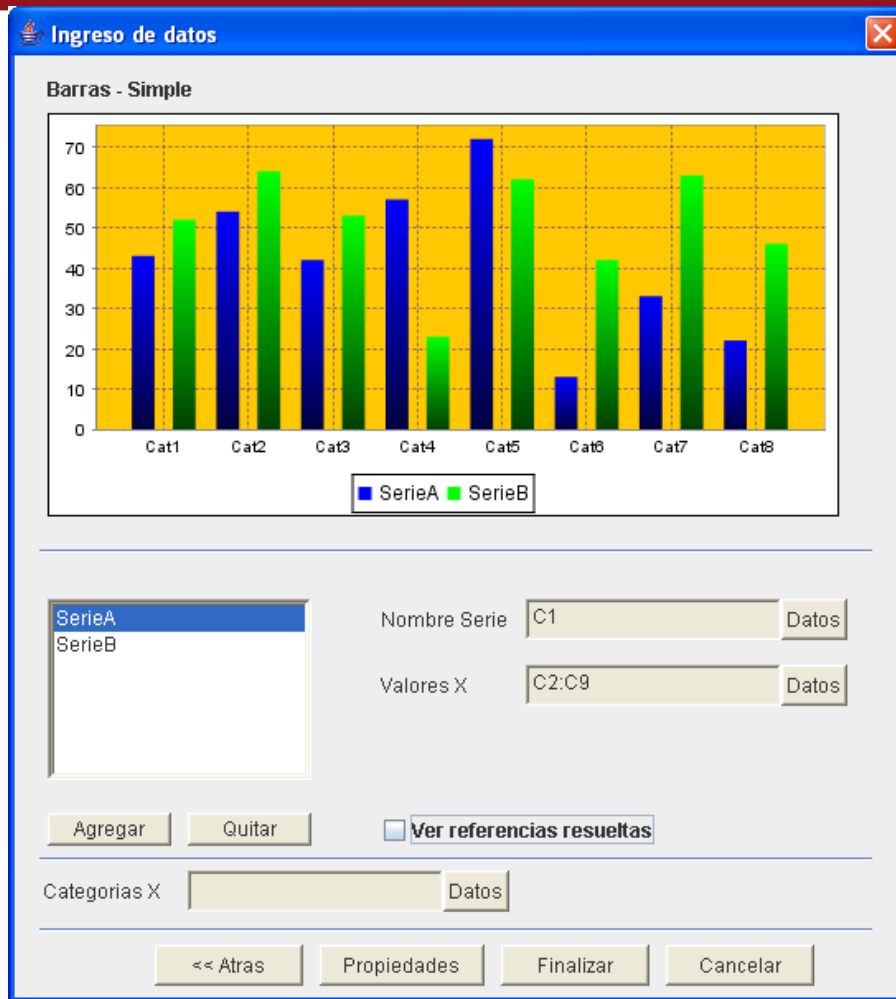 Ingreso de datos
Barras - Simple
70
60
50
40
30
20
10
0
Cat1 Cat2 Cat3 Cat4 Cat5 Cat6 Cat7 Cat8
SerieA SerieB
SerieA
SerieB
Nombre Serie C1 Datos
Valores X C2:C9 Datos
Agregar Quitar Ver referencias resueltas
Categorias X Datos
<< Atras Propiedades Finalizar Cancelar